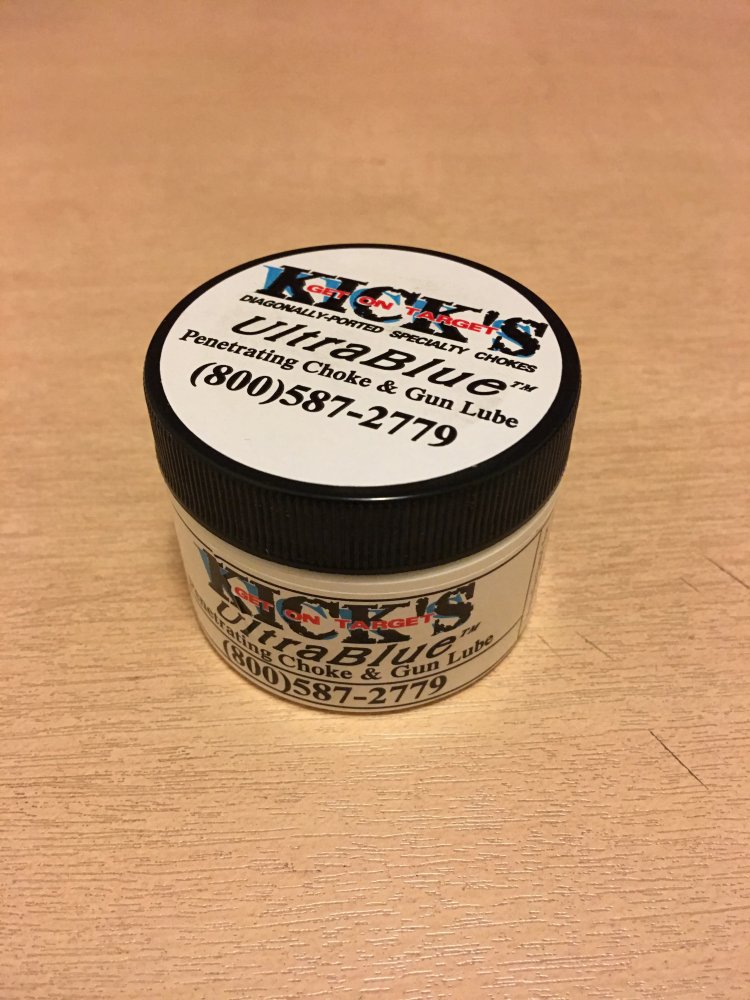 KICK'S
GET ON TARGET
DIAGONALLY-PORTED SPECIALTY CHOKES
UltraBlue™
Penetrating Choke & Gun Lube
(800)587-2779
KICK'S
GET ON TARGET
UltraBlue™
Penetrating Choke & Gun Lube
(800)587-2779